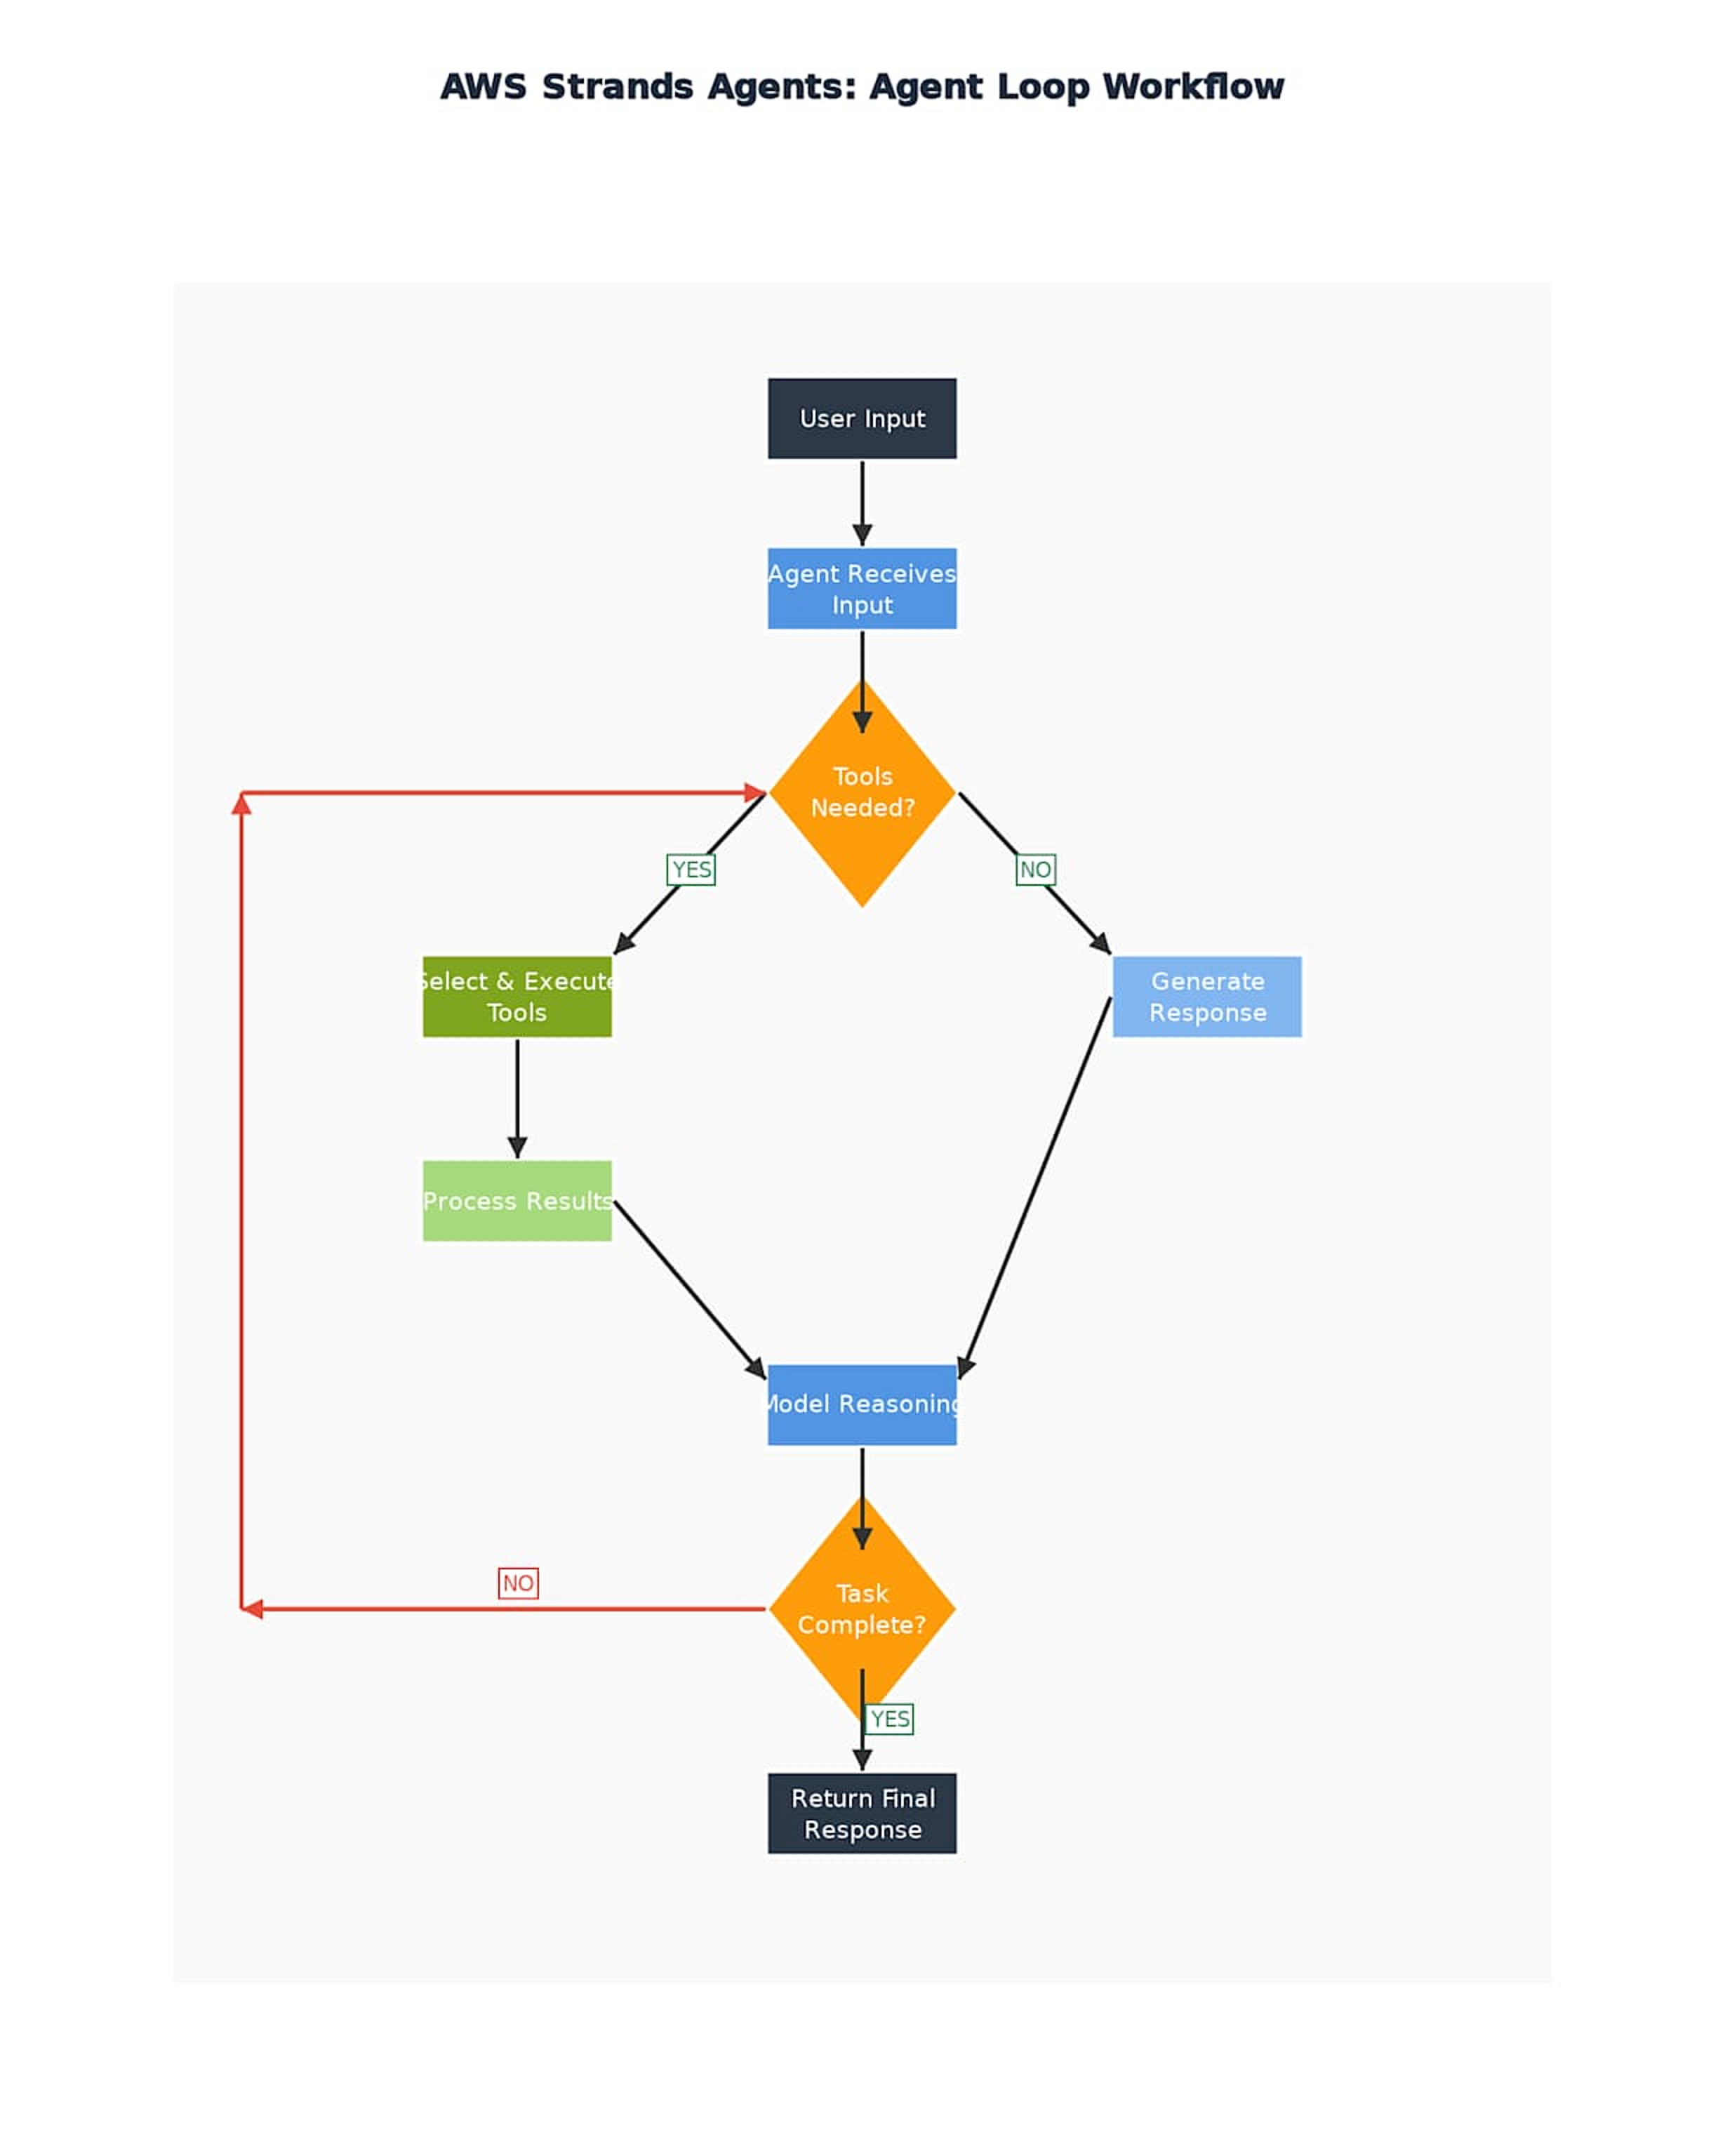 AWS Strands Agents: Agent Loop Workflow
User Input
Agent Receives
Input
Tools
Needed?
YES
NO
Select & Execute
Tools
Generate
Response
Process Results
Model Reasoning
NO
Task
Complete?
YES
Return Final
Response